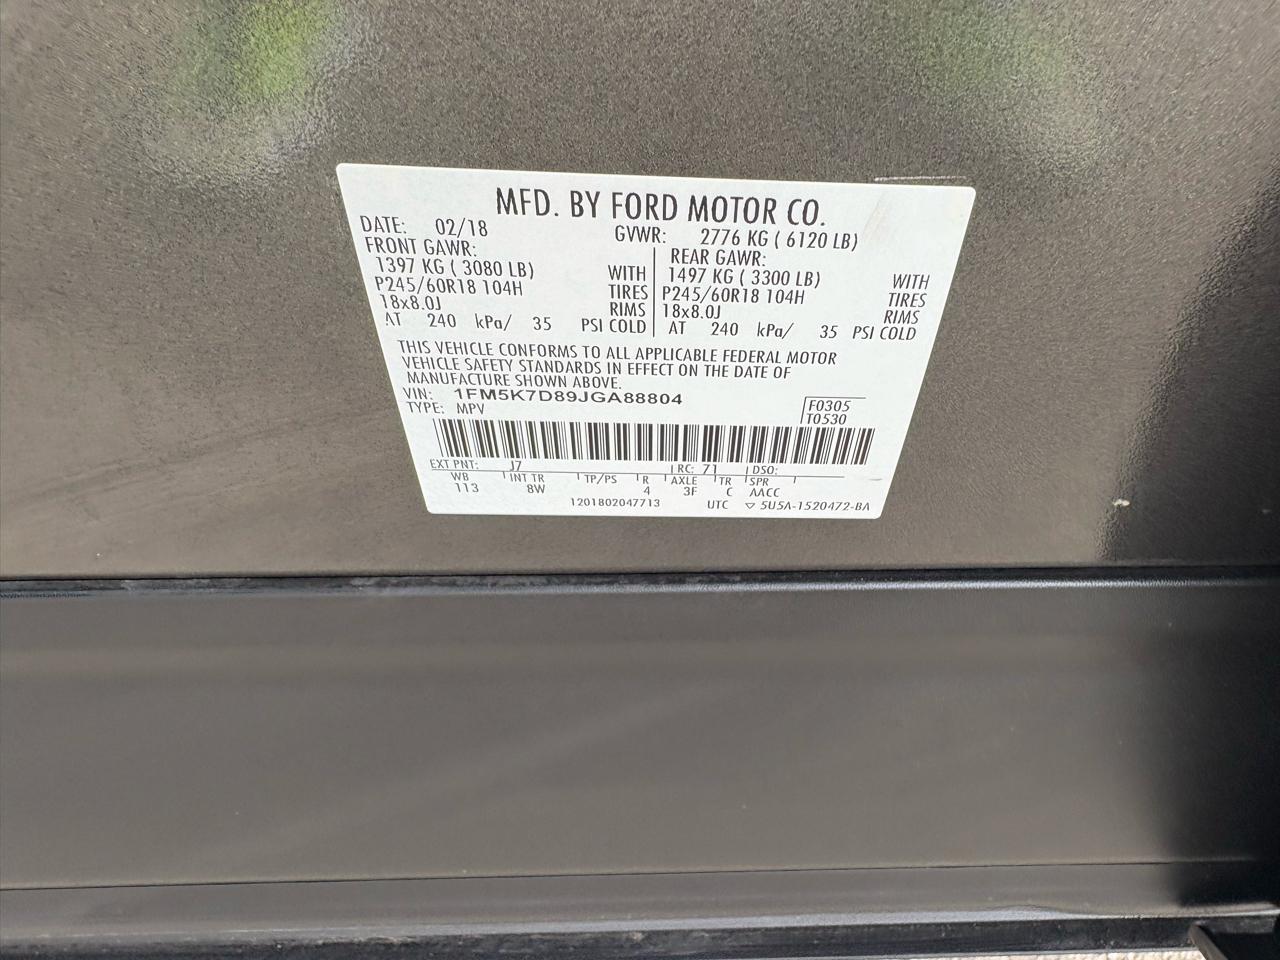 MFD. BY FORD MOTOR CO.
DATE: 02/18 GVWR: 2776 KG ( 6120 LB)
FRONT GAWR: REAR GAWR:
1397 KG ( 3080 LB) WITH 1497 KG ( 3300 LB) WITH
P245/60R18 104H TIRES P245/60R18 104H TIRES
18x8.0J RIMS 18x8.0J RIMS
AT 240 kPa/ 35 PSI COLD AT 240 kPa/ 35 PSI COLD
THIS VEHICLE CONFORMS TO ALL APPLICABLE FEDERAL MOTOR
VEHICLE SAFETY STANDARDS IN EFFECT ON THE DATE OF
MANUFACTURE SHOWN ABOVE.
VIN: 1FM5K7D89JGA88804
TYPE: MPV
F0305
T0530
EXT PNT: J7 RC: 71 DSO:
WB INT TR TP/PS R AXLE TR SPR
113 8W 4 3F C AACC
1201802047713 UTC ▽ 5U5A-1520472-BA